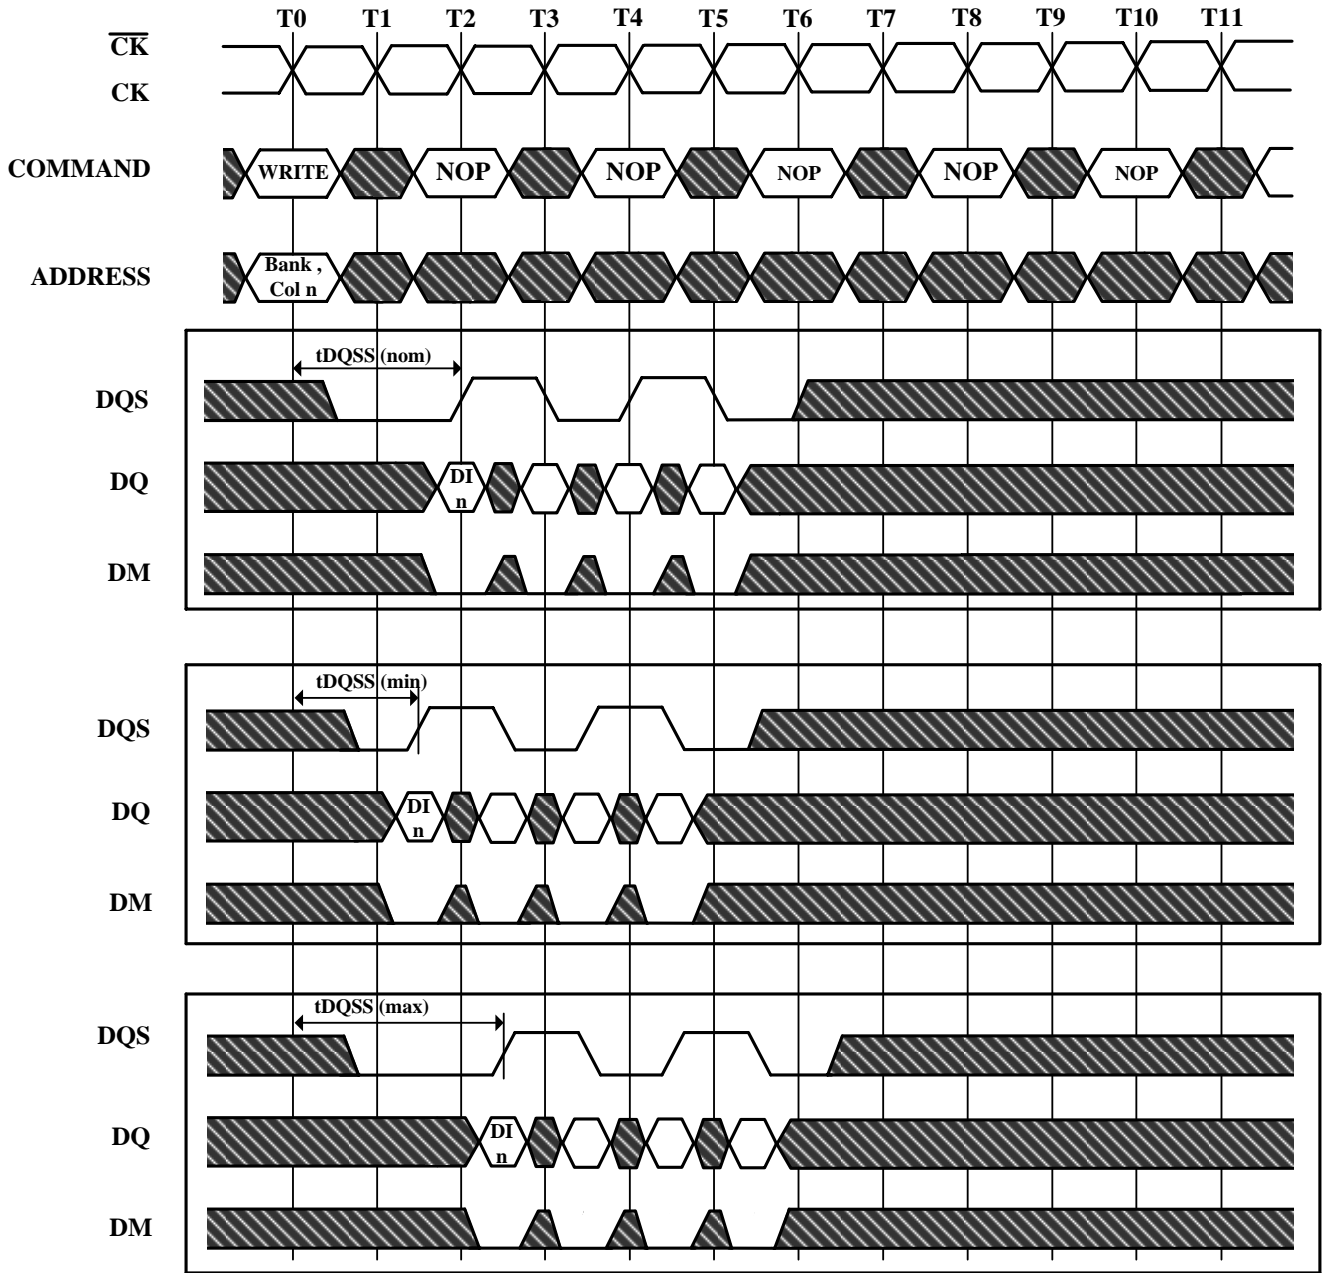 T0 T1 T2 T3 T4 T5 T6 T7 T8 T9 T10 T11
CK
CK
COMMAND WRITE NOP NOP NOP NOP NOP
ADDRESS Bank , Col n
tDQSS (nom)
DQS
DQ DI n
DM
tDQSS (min)
DQS
DQ DI n
DM
tDQSS (max)
DQS
DQ DI n
DM